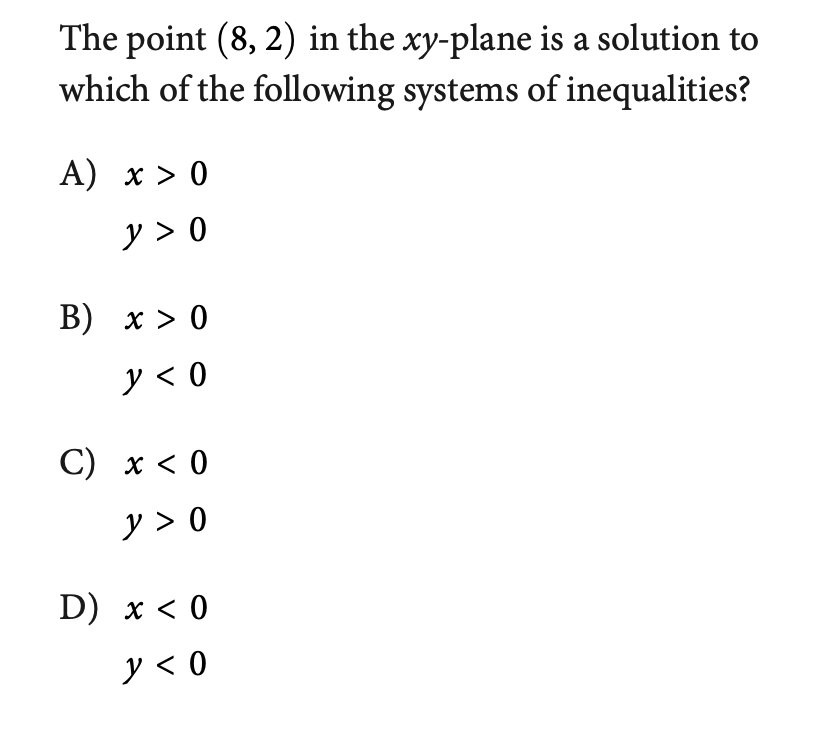 The point (8, 2) in the xy-plane is a solution to
which of the following systems of inequalities?
A) x > 0
y > 0
B) x > 0
y < 0
C) x < 0
y > 0
D) x < 0
y < 0